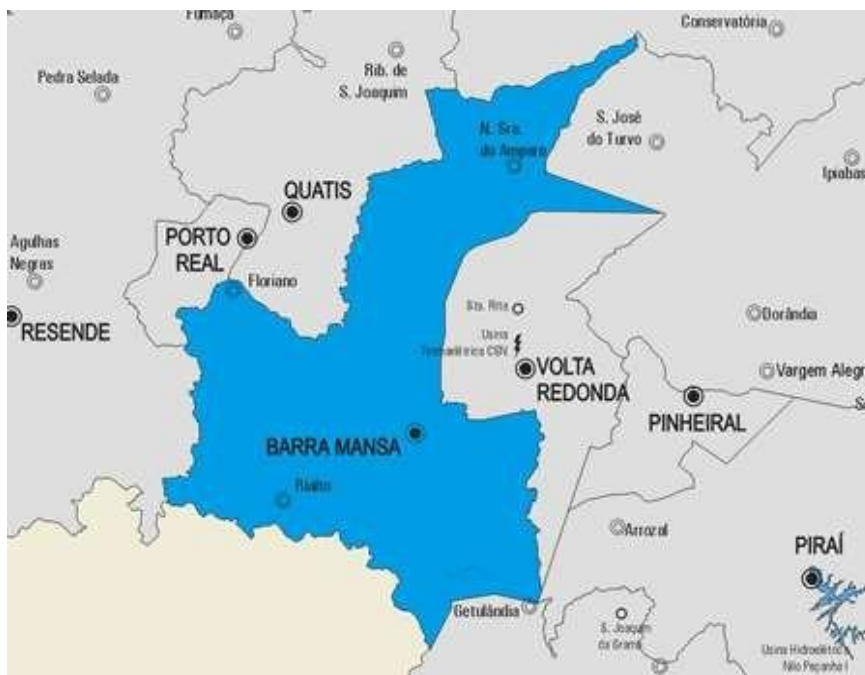 Fumaça
Conservatória
Pedra Selada
Rib. de
S. Joaquim
N. Sra.
do Amparo
S. José
do Turvo
Ipiabas
QUATIS
PORTO
REAL
Agulhas
Negras
Floriano
RESENDE
Sta. Rita
Usina
Termoelétrica CSN
Dorândia
VOLTA
REDONDA
Vargem Alegr
PINHEIRAL
BARRA MANSA
Rialto
Arrozal
PIRAÍ
Getulândia
S. Joaquim
da Grama
Usina Hidroelétrica
Nilo Peçanha I